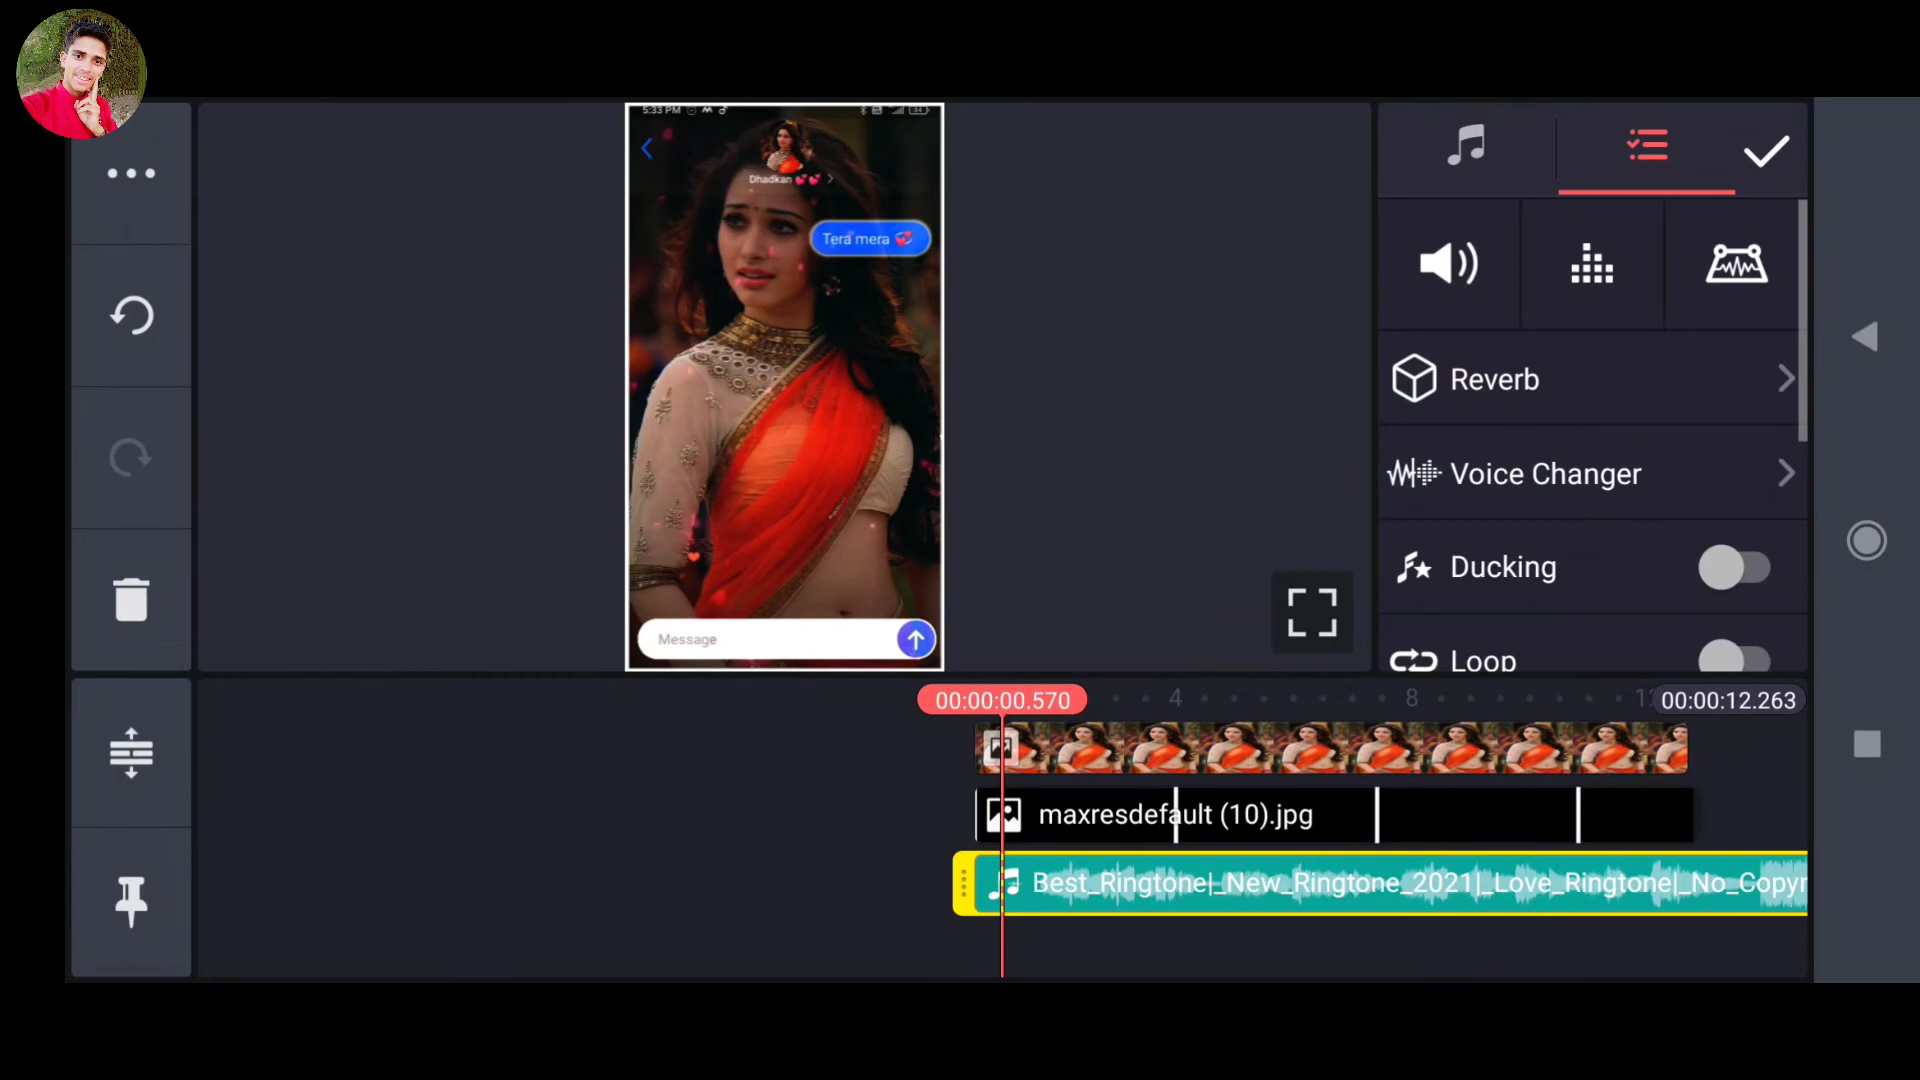 5:33 PM
34
Dhadkan 💕💕 >
Tera mera 💞
Message
Reverb
Voice Changer
Ducking
Loop
00:00:00.570
4
8
00:00:12.263
maxresdefault (10).jpg
Best_Ringtone|_New_Ringtone_2021|_Love_Ringtone|_No_Copyr